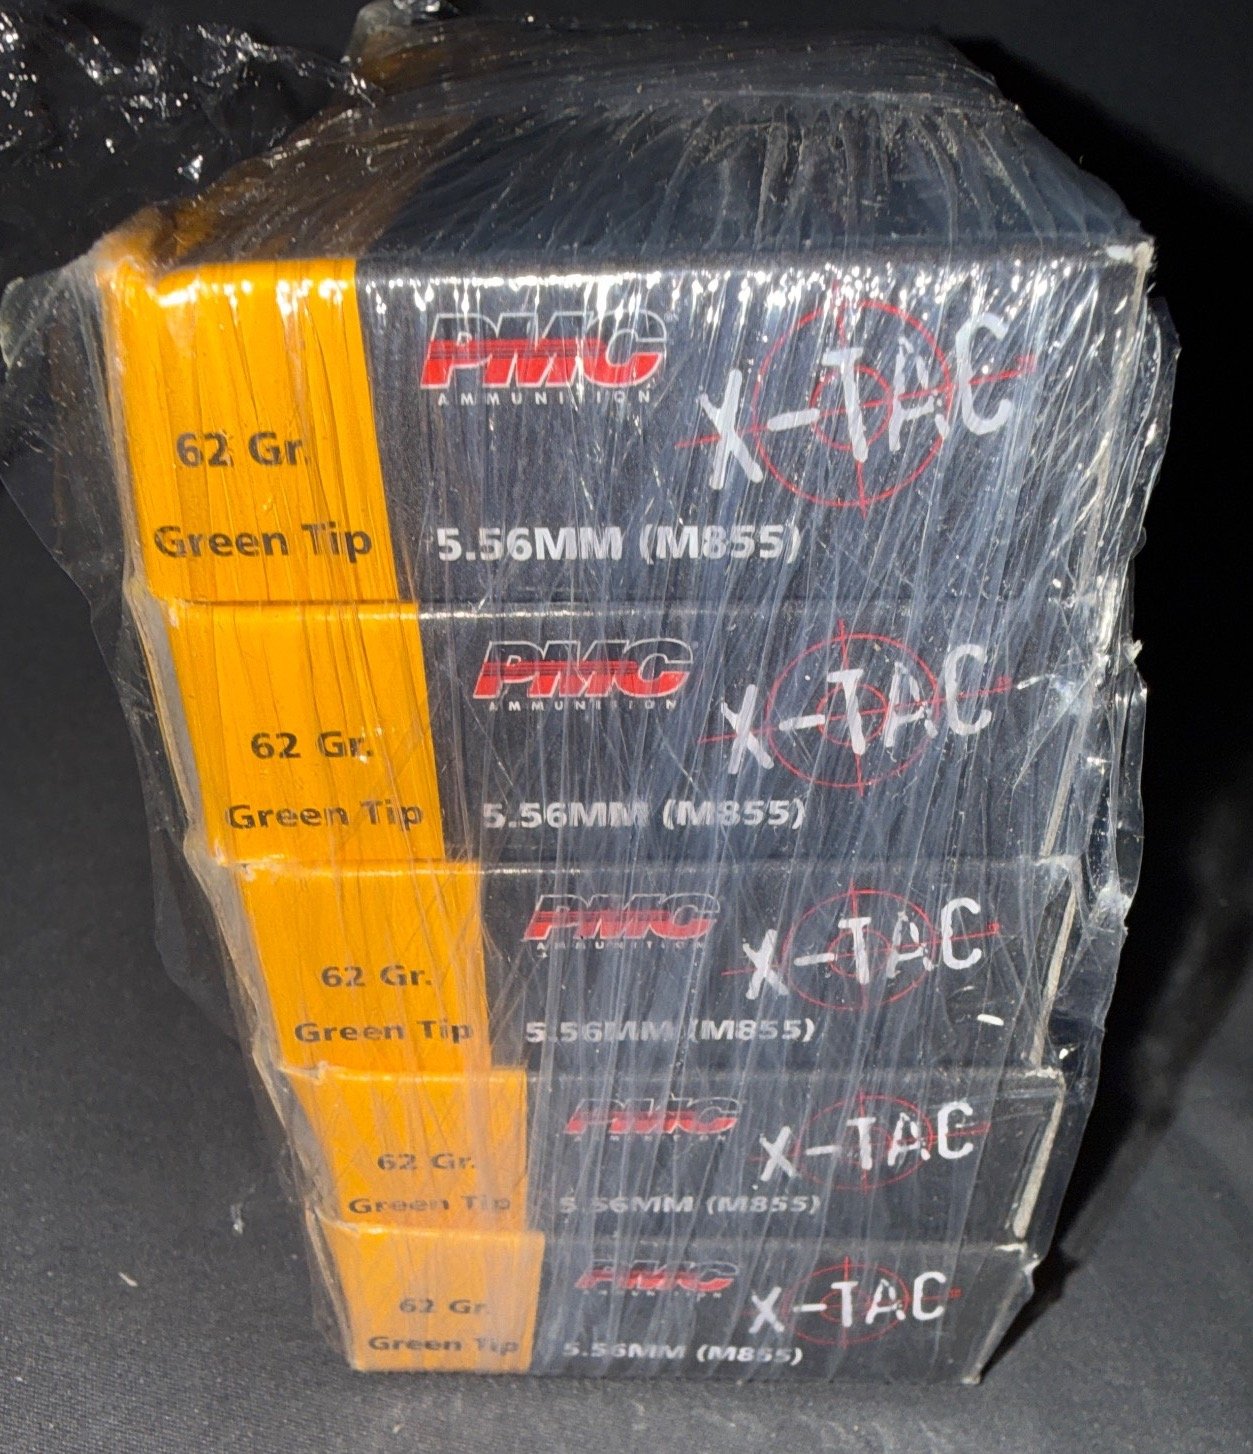 PMC
AMMUNITION
X-TAC
62 Gr.
Green Tip
5.56MM (M855)
PMC
AMMUNITION
X-TAC
62 Gr.
Green Tip
5.56MM (M855)
PMC
AMMUNITION
X-TAC
62 Gr.
Green Tip
5.56MM (M855)
PMC
X-TAC
62 Gr.
Green Tip
5.56MM (M855)
PMC
X-TAC
62 Gr.
Green Tip
5.56MM (M855)